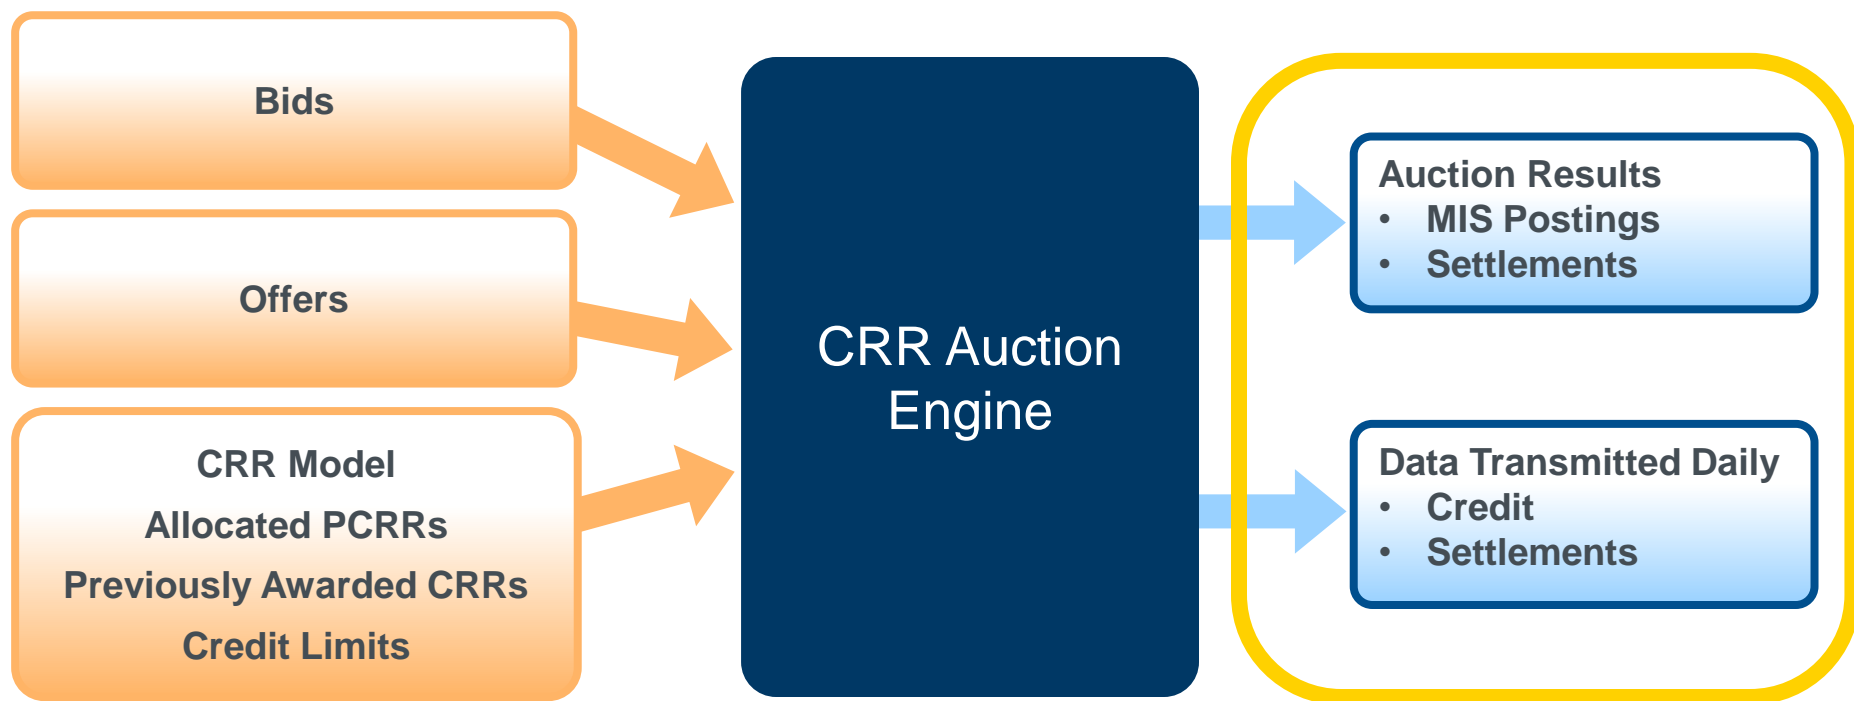 Bids
Offers
CRR Model
Allocated PCRRs
Previously Awarded CRRs
Credit Limits
CRR Auction
Engine
Auction Results
• MIS Postings
• Settlements
Data Transmitted Daily
• Credit
• Settlements